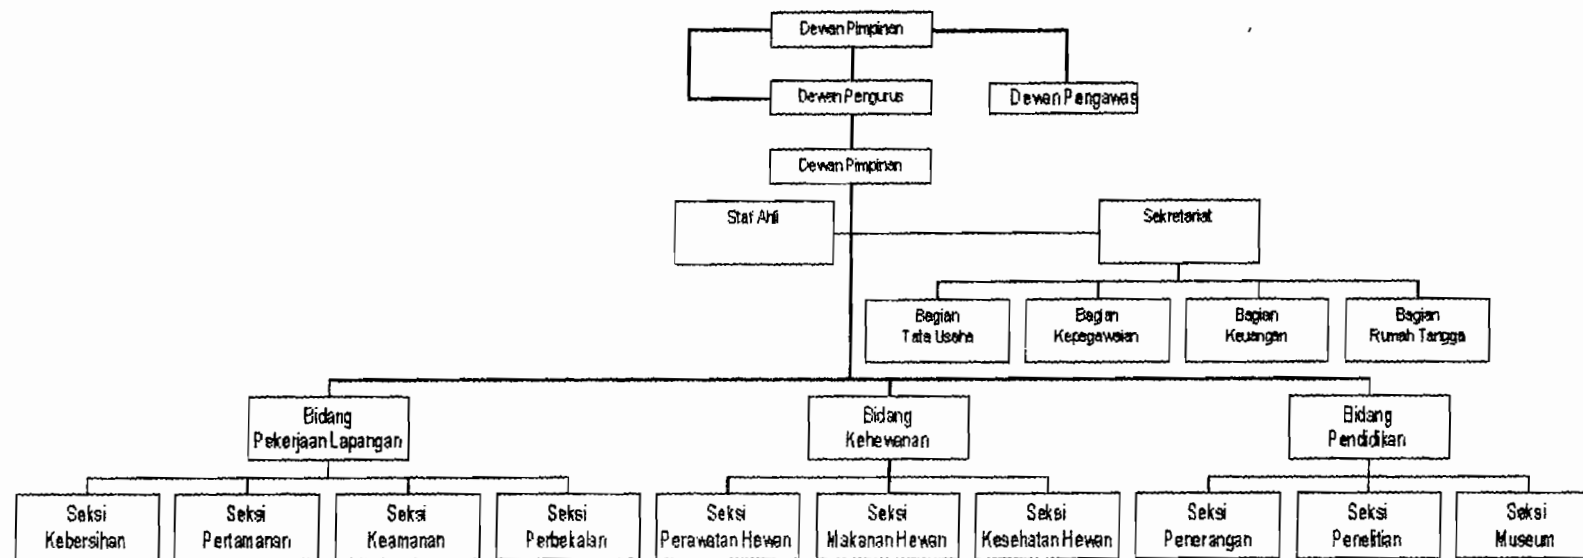 Dewan Pimpinan
Dewan Pengurus
Dewan Pengawas
Dewan Pimpinan
Staf Ahli
Sekretariat
Bagian
Tata Usaha
Bagian
Kepegawaian
Bagian
Keuangan
Bagian
Rumah Tangga
Bidang
Pekerjaan Lapangan
Bidang
Kehewanan
Bidang
Pendidikan
Seksi
Kebersihan
Seksi
Pertamanan
Seksi
Keamanan
Seksi
Perbekalan
Seksi
Perawatan Hewan
Seksi
Makanan Hewan
Seksi
Kesehatan Hewan
Seksi
Penerangan
Seksi
Penelitian
Seksi
Museum